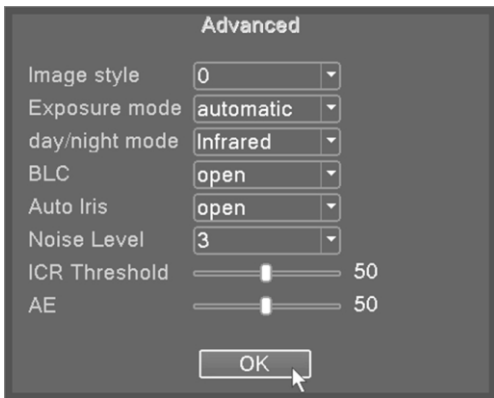 Advanced
Image style 0
Exposure mode automatic
day/night mode Infrared
BLC open
Auto Iris open
Noise Level 3
ICR Threshold 50
AE 50
OK